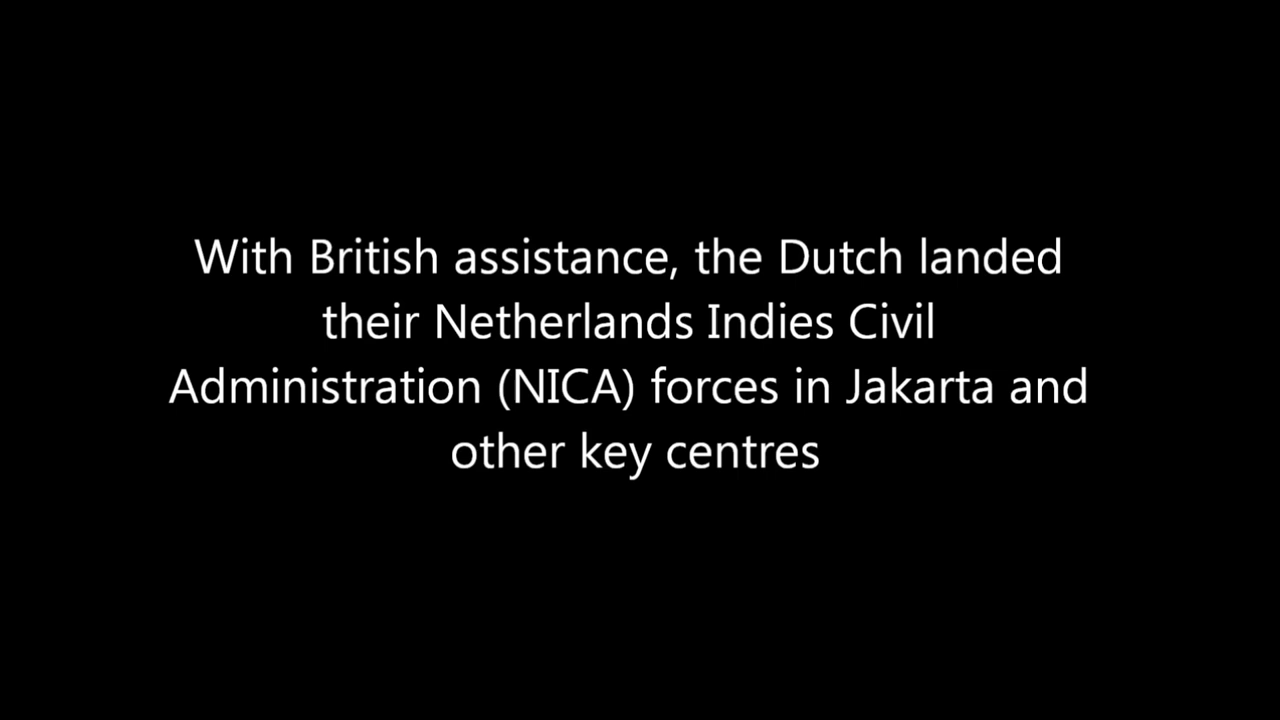 With British assistance, the Dutch landed
their Netherlands Indies Civil
Administration (NICA) forces in Jakarta and
other key centres